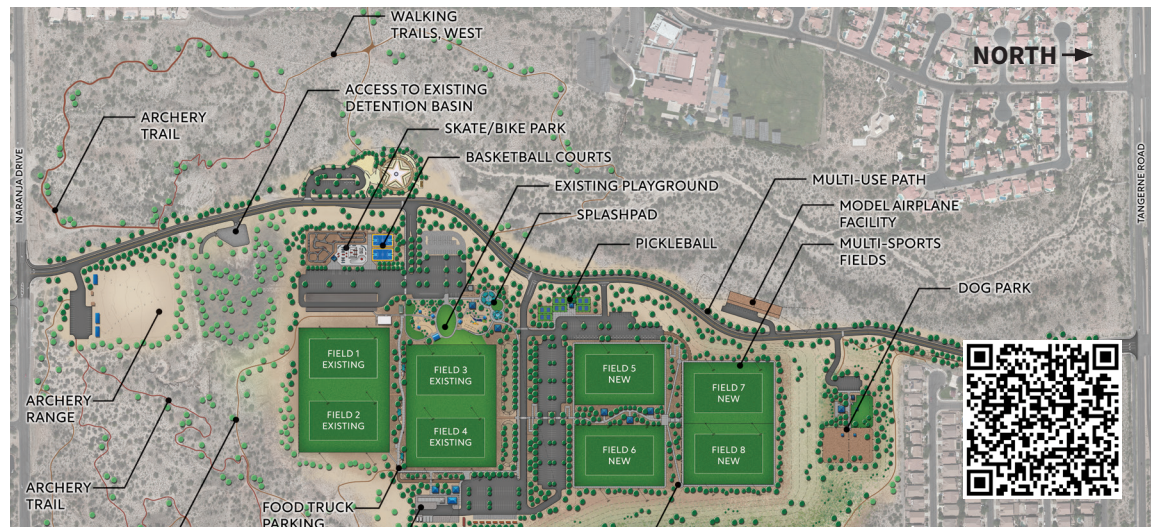 WALKING
TRAILS, WEST
NORTH
ACCESS TO EXISTING
DETENTION BASIN
ARCHERY
TRAIL
SKATE/BIKE PARK
BASKETBALL COURTS
EXISTING PLAYGROUND
SPLASHPAD
PICKLEBALL
MULTI-USE PATH
MODEL AIRPLANE
FACILITY
MULTI-SPORTS
FIELDS
DOG PARK
NARANJA DRIVE
TANGERNE ROAD
FIELD 1
EXISTING
FIELD 2
EXISTING
FIELD 3
EXISTING
FIELD 4
EXISTING
FIELD 5
NEW
FIELD 6
NEW
FIELD 7
NEW
FIELD 8
NEW
ARCHERY
RANGE
ARCHERY
TRAIL
FOOD TRUCK
PARKING